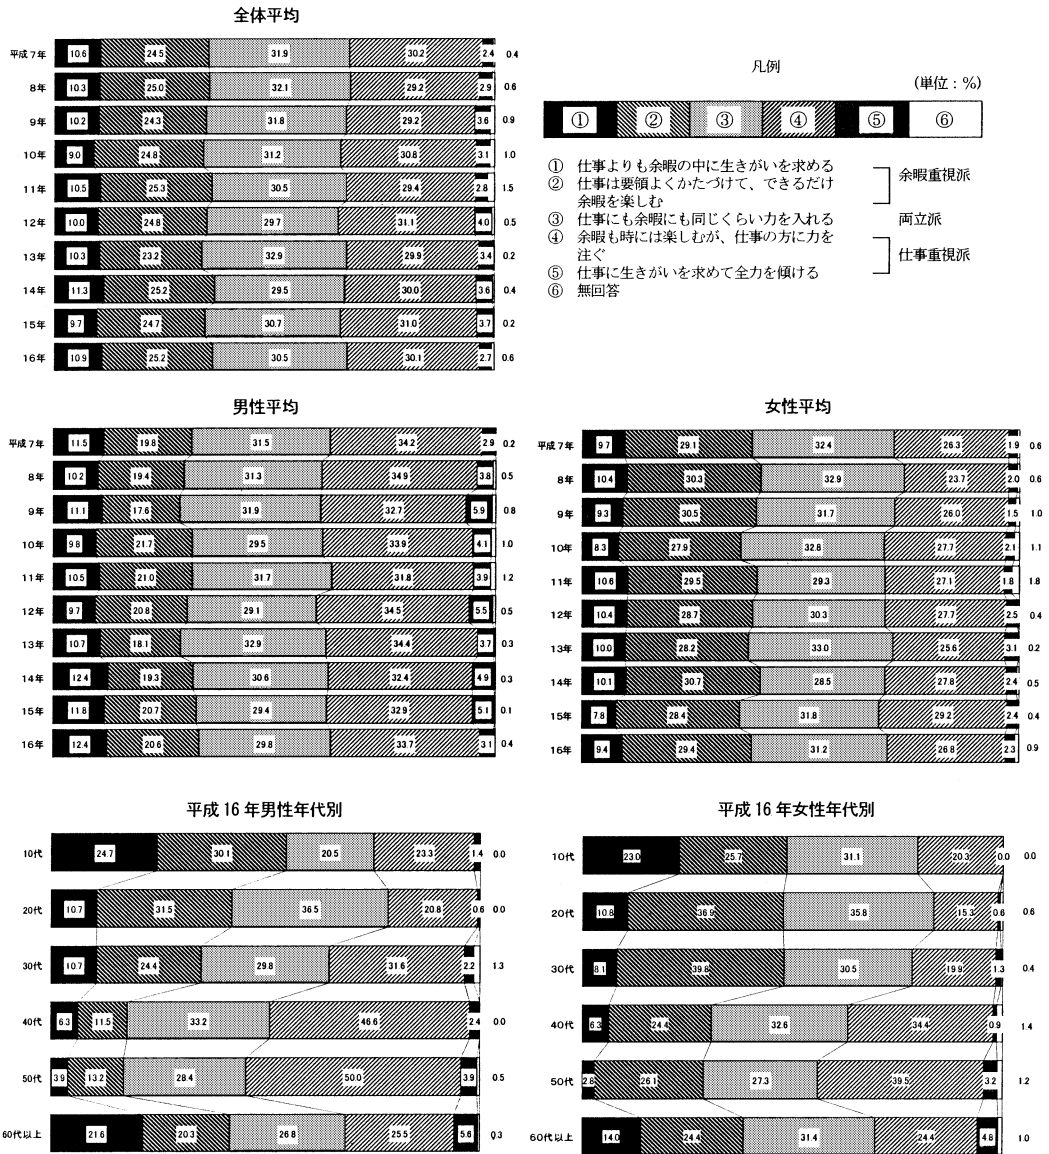 全体平均
平成7年 10.6 24.5 31.9 30.2 2.4 0.4
8年 10.3 25.0 32.1 29.2 2.9 0.6
9年 10.2 24.3 31.8 29.2 3.6 0.9
10年 9.0 24.8 31.2 30.8 3.1 1.0
11年 10.5 25.3 30.5 29.4 2.8 1.5
12年 10.0 24.8 29.7 31.1 4.0 0.5
13年 10.3 23.2 32.9 29.9 3.4 0.2
14年 11.3 25.2 29.5 30.0 3.6 0.4
15年 9.7 24.7 30.7 31.0 3.7 0.2
16年 10.9 25.2 30.5 30.1 2.7 0.6
凡例
(単位：%)
① ② ③ ④ ⑤ ⑥
① 仕事よりも余暇の中に生きがいを求める
② 仕事は要領よくかたづけて、できるだけ
余暇を楽しむ
余暇重視派
③ 仕事にも余暇にも同じくらい力を入れる
両立派
④ 余暇も時には楽しむが、仕事の方に力を
注ぐ
⑤ 仕事に生きがいを求めて全力を傾ける
仕事重視派
⑥ 無回答
男性平均
平成7年 11.5 19.8 31.5 34.2 2.9 0.2
8年 10.2 19.4 31.3 34.9 3.8 0.5
9年 11.1 17.6 31.9 32.7 5.9 0.8
10年 9.8 21.7 29.5 33.9 4.1 1.0
11年 10.5 21.0 31.7 31.8 3.9 1.2
12年 9.7 20.8 29.1 34.5 5.5 0.5
13年 10.7 18.1 32.9 34.4 3.7 0.3
14年 12.4 19.3 30.6 32.4 4.9 0.3
15年 11.8 20.7 29.4 32.9 5.1 0.1
16年 12.4 20.6 29.8 33.7 3.1 0.4
女性平均
平成7年 9.7 29.1 32.4 26.3 1.9 0.6
8年 10.4 30.3 32.9 23.7 2.0 0.6
9年 9.3 30.5 31.7 26.0 1.5 1.0
10年 8.3 27.9 32.8 27.7 2.1 1.1
11年 10.6 29.5 29.3 27.1 1.8 1.8
12年 10.4 28.7 30.3 27.7 2.5 0.4
13年 10.0 28.2 33.0 25.6 3.1 0.2
14年 10.1 30.7 28.5 27.8 2.4 0.5
15年 7.8 28.4 31.8 29.2 2.4 0.4
16年 9.4 29.4 31.2 26.8 2.3 0.9
平成16年男性年代別
10代 24.7 30.1 20.5 23.3 1.4 0.0
20代 10.7 31.5 36.5 20.8 0.6 0.0
30代 10.7 24.4 29.8 31.6 2.2 1.3
40代 6.3 11.5 33.2 46.6 2.4 0.0
50代 3.9 13.2 28.4 50.0 3.9 0.5
60代以上 21.6 20.3 26.8 25.5 5.6 0.3
平成16年女性年代別
10代 23.0 25.7 31.1 20.3 0.0 0.0
20代 10.8 36.9 35.8 15.3 0.6 0.6
30代 8.1 39.8 30.5 19.9 1.3 0.4
40代 6.3 24.4 32.6 34.4 0.9 1.4
50代 2.8 26.1 27.3 39.5 3.2 1.2
60代以上 14.0 24.4 31.4 24.4 4.8 1.0